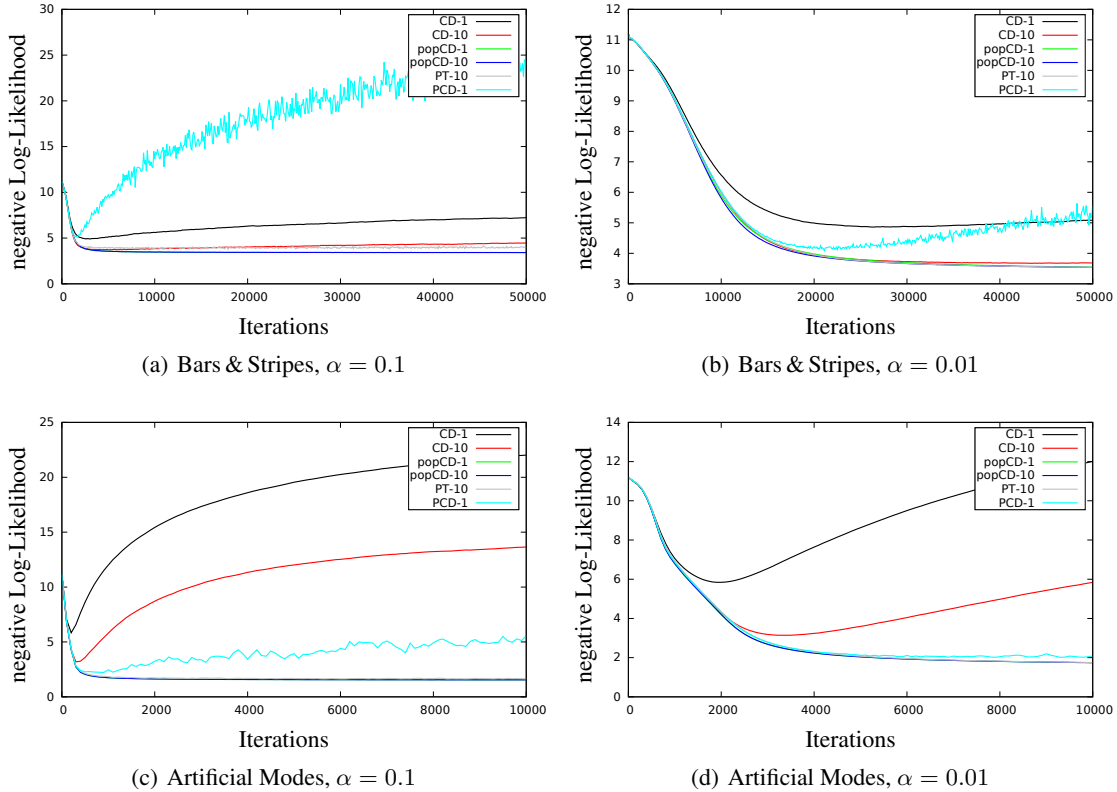 30
25
20
15
10
5
0
0 10000 20000 30000 40000 50000
negative Log-Likelihood
Iterations
CD-1
CD-10
popCD-1
popCD-10
PT-10
PCD-1
(a) Bars & Stripes, α = 0.1
12
11
10
9
8
7
6
5
4
3
0 10000 20000 30000 40000 50000
negative Log-Likelihood
Iterations
CD-1
CD-10
popCD-1
popCD-10
PT-10
PCD-1
(b) Bars & Stripes, α = 0.01
25
20
15
10
5
0
0 2000 4000 6000 8000 10000
negative Log-Likelihood
Iterations
CD-1
CD-10
popCD-1
popCD-10
PT-10
PCD-1
(c) Artificial Modes, α = 0.1
14
12
10
8
6
4
2
0
0 2000 4000 6000 8000 10000
negative Log-Likelihood
Iterations
CD-1
CD-10
popCD-1
popCD-10
PT-10
PCD-1
(d) Artificial Modes, α = 0.01